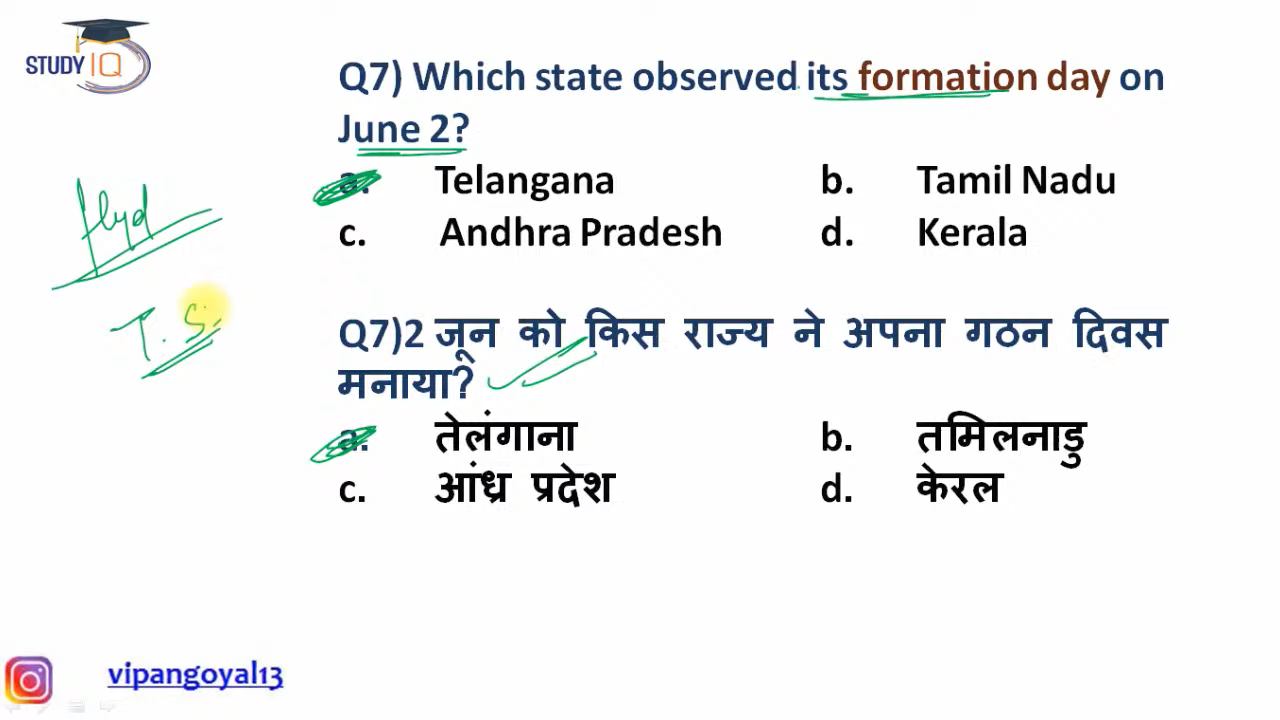 STUDY IQ
Q7) Which state observed its formation day on
June 2?
a. Telangana b. Tamil Nadu
c. Andhra Pradesh d. Kerala
Hyd
T.S.
Q7)2 जून को किस राज्य ने अपना गठन दिवस
मनाया?
a. तेलंगाना b. तमिलनाडु
c. आंध्र प्रदेश d. केरल
vipangoyal13